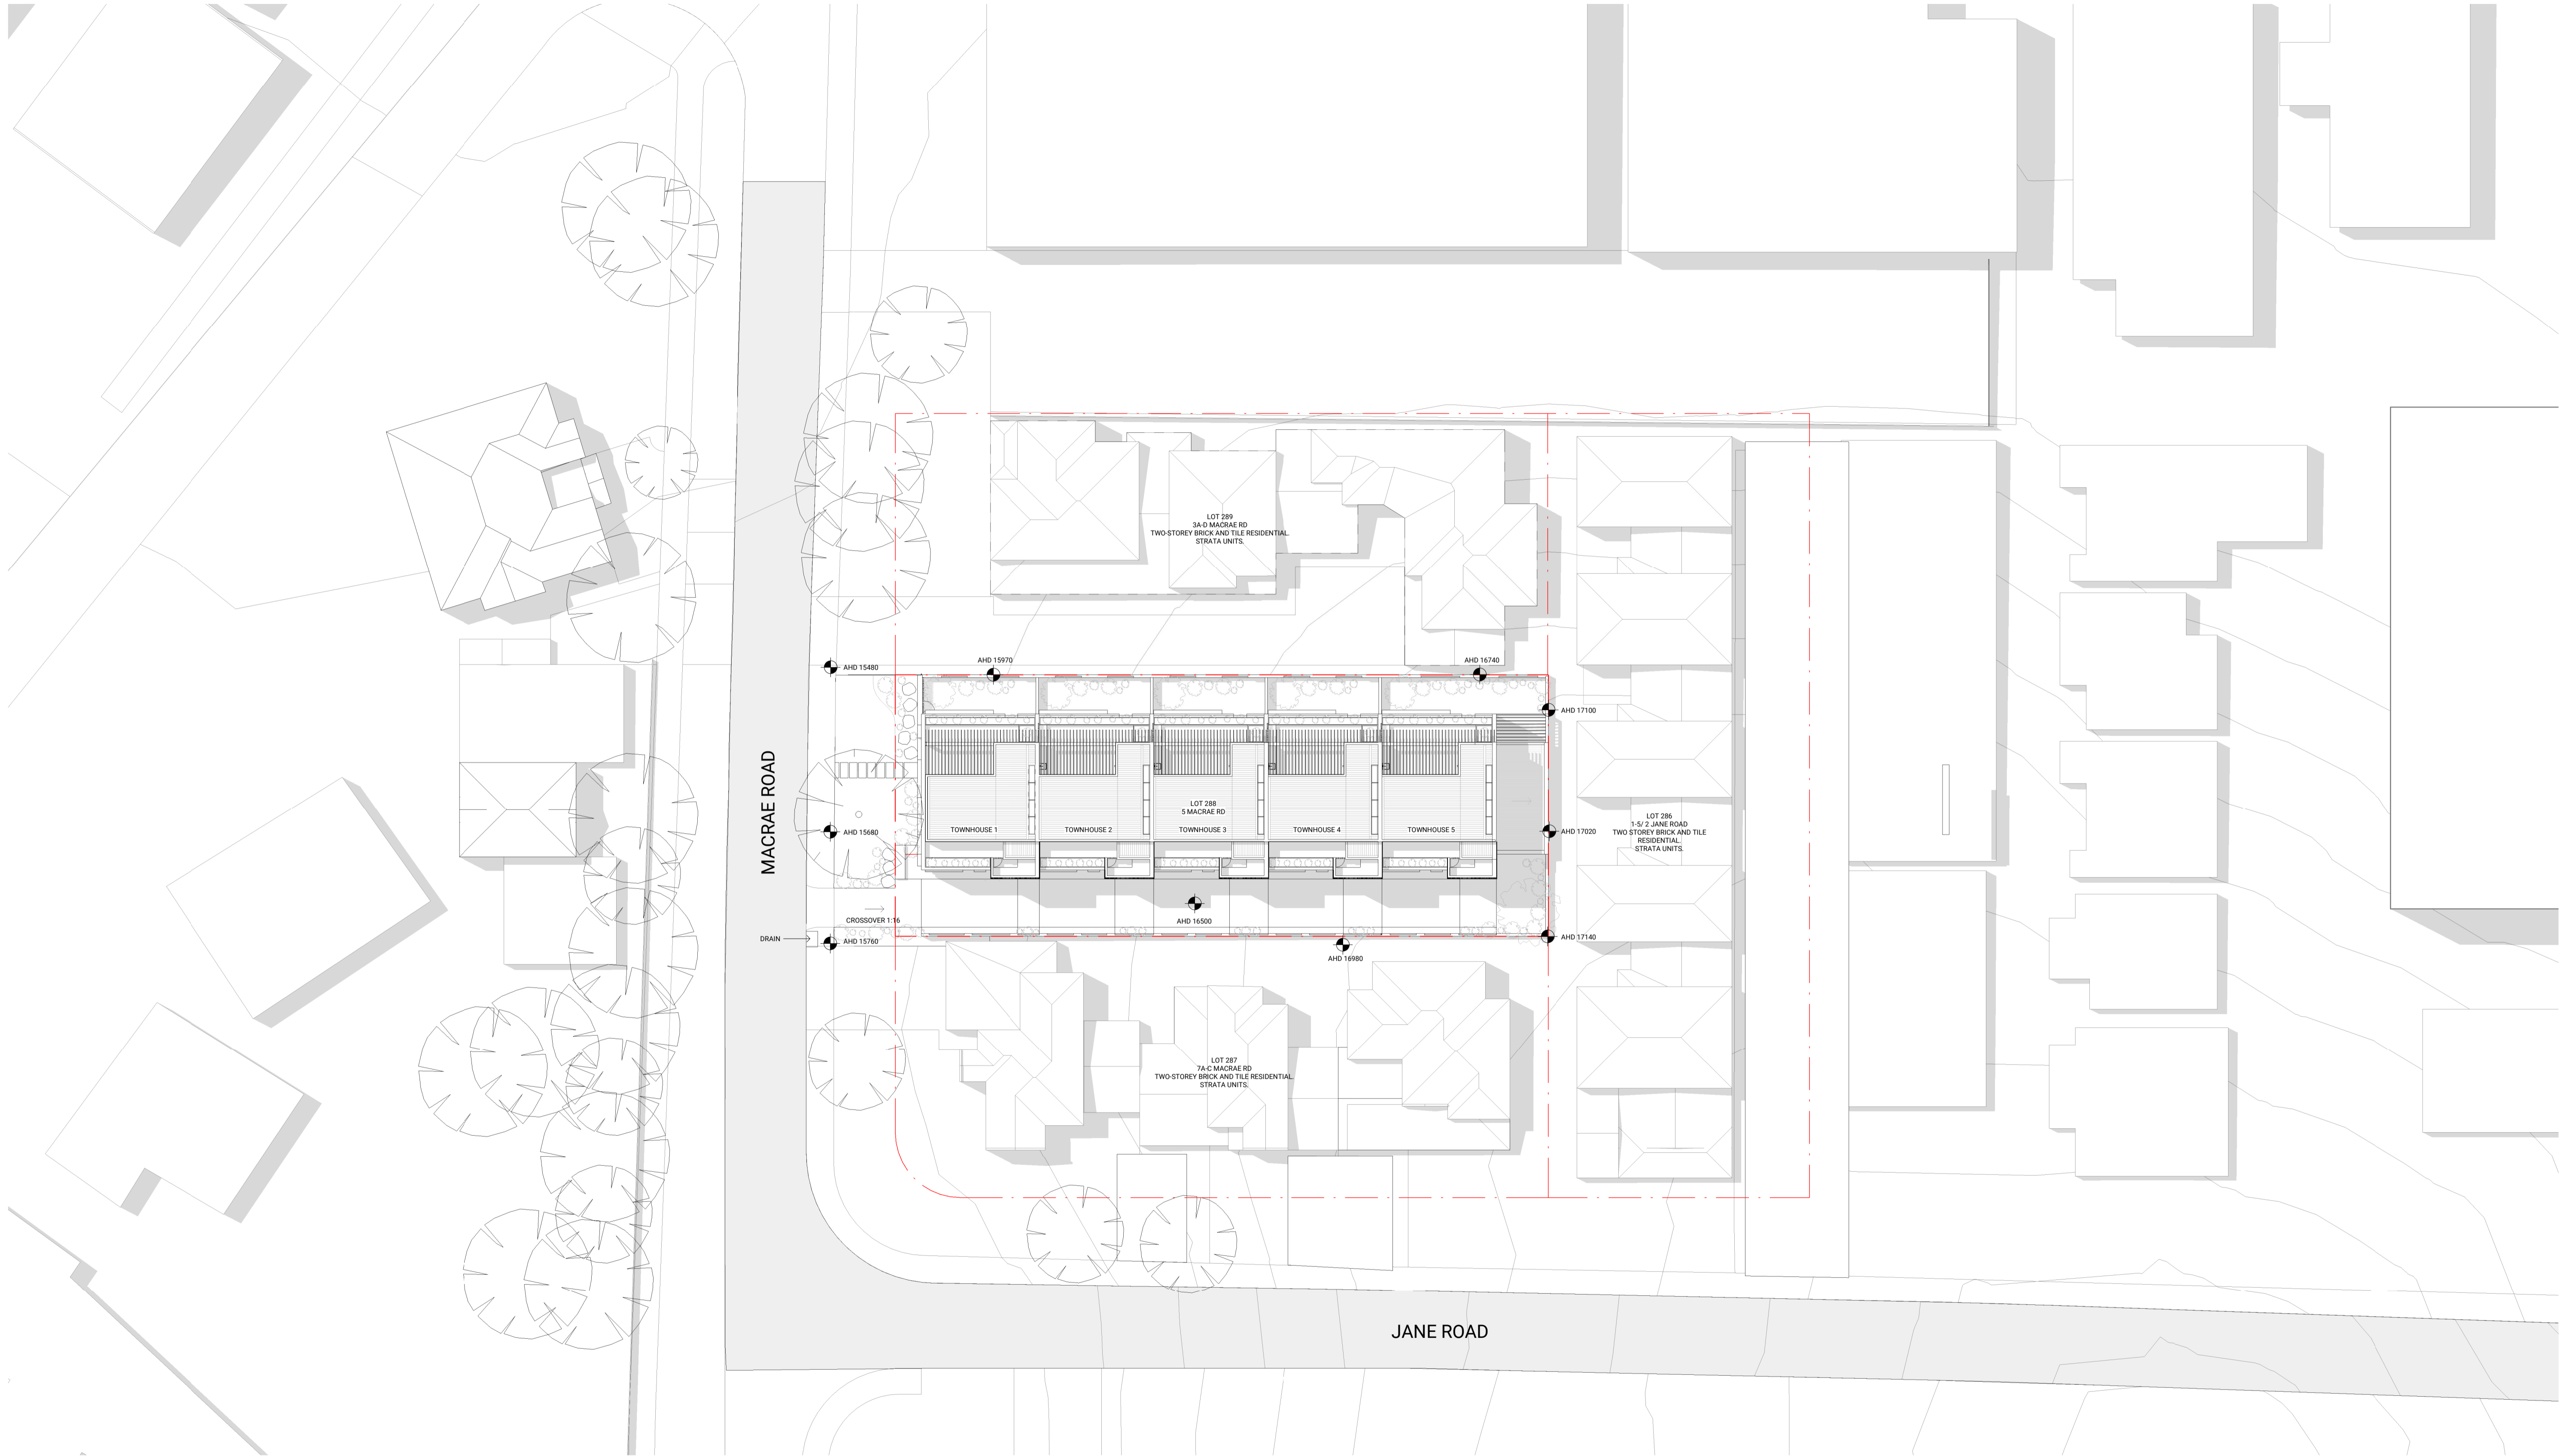 LOT 289
3A-D MACRAE RD
TWO-STOREY BRICK AND TILE RESIDENTIAL.
STRATA UNITS.
AHD 15480
AHD 15970
AHD 16740
AHD 17100
MACRAE ROAD
LOT 288
5 MACRAE RD
TOWNHOUSE 1
TOWNHOUSE 2
TOWNHOUSE 3
TOWNHOUSE 4
TOWNHOUSE 5
AHD 15680
AHD 17020
LOT 286
1-5/ 2 JANE ROAD
TWO STOREY BRICK AND TILE
RESIDENTIAL.
STRATA UNITS.
CROSSOVER 1:16
AHD 16500
DRAIN
AHD 15760
AHD 17140
AHD 16980
LOT 287
7A-C MACRAE RD
TWO-STOREY BRICK AND TILE RESIDENTIAL.
STRATA UNITS.
JANE ROAD